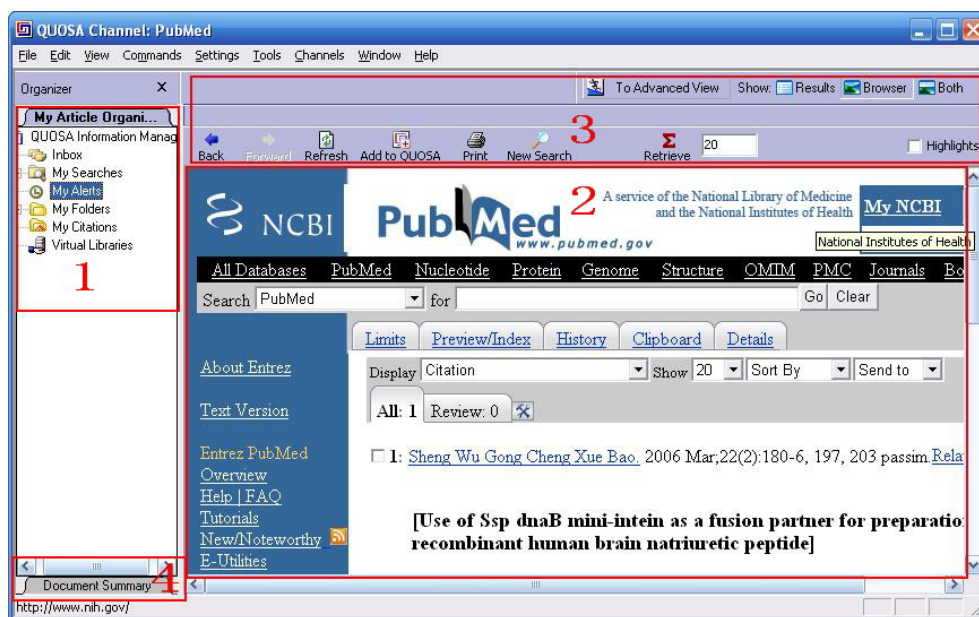 QUOSA Channel: PubMed
File Edit View Commands Settings Tools Channels Window Help
Organizer X
To Advanced View Show: Results Browser Both
My Article Organi...
QUOSA Information Manag
Inbox
My Searches
My Alerts
My Folders
My Citations
Virtual Libraries
1
3
Back Forward Refresh Add to QUOSA Print New Search Retrieve 20 Highlights
2
NCBI
PubMed
www.pubmed.gov
A service of the National Library of Medicine
and the National Institutes of Health
My NCBI
National Institutes of Health
All Databases PubMed Nucleotide Protein Genome Structure OMIM PMC Journals Bo
Search PubMed for Go Clear
Limits Preview/Index History Clipboard Details
About Entrez
Text Version
Entrez PubMed
Overview
Help | FAQ
Tutorials
New/Noteworthy
E-Utilities
Display Citation Show 20 Sort By Send to
All: 1 Review: 0
1: Sheng Wu Gong Cheng Xue Bao. 2006 Mar;22(2):180-6, 197, 203 passim. Rela
[Use of Ssp dnaB mini-intein as a fusion partner for preparatio
recombinant human brain natriuretic peptide]
4
Document Summary
http://www.nih.gov/